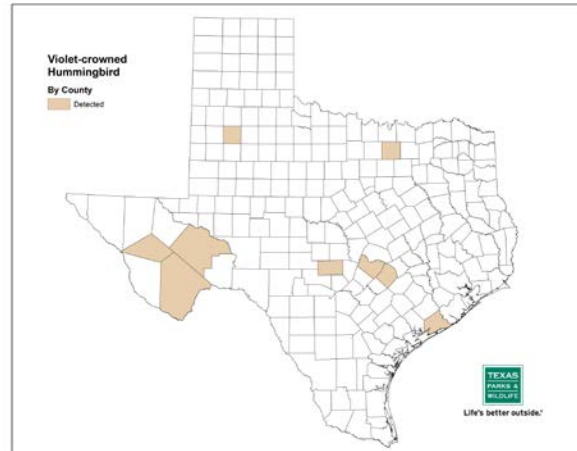 Violet-crowned
Hummingbird
By County
Detected
TEXAS
PARKS &
WILDLIFE
Life's better outside.®